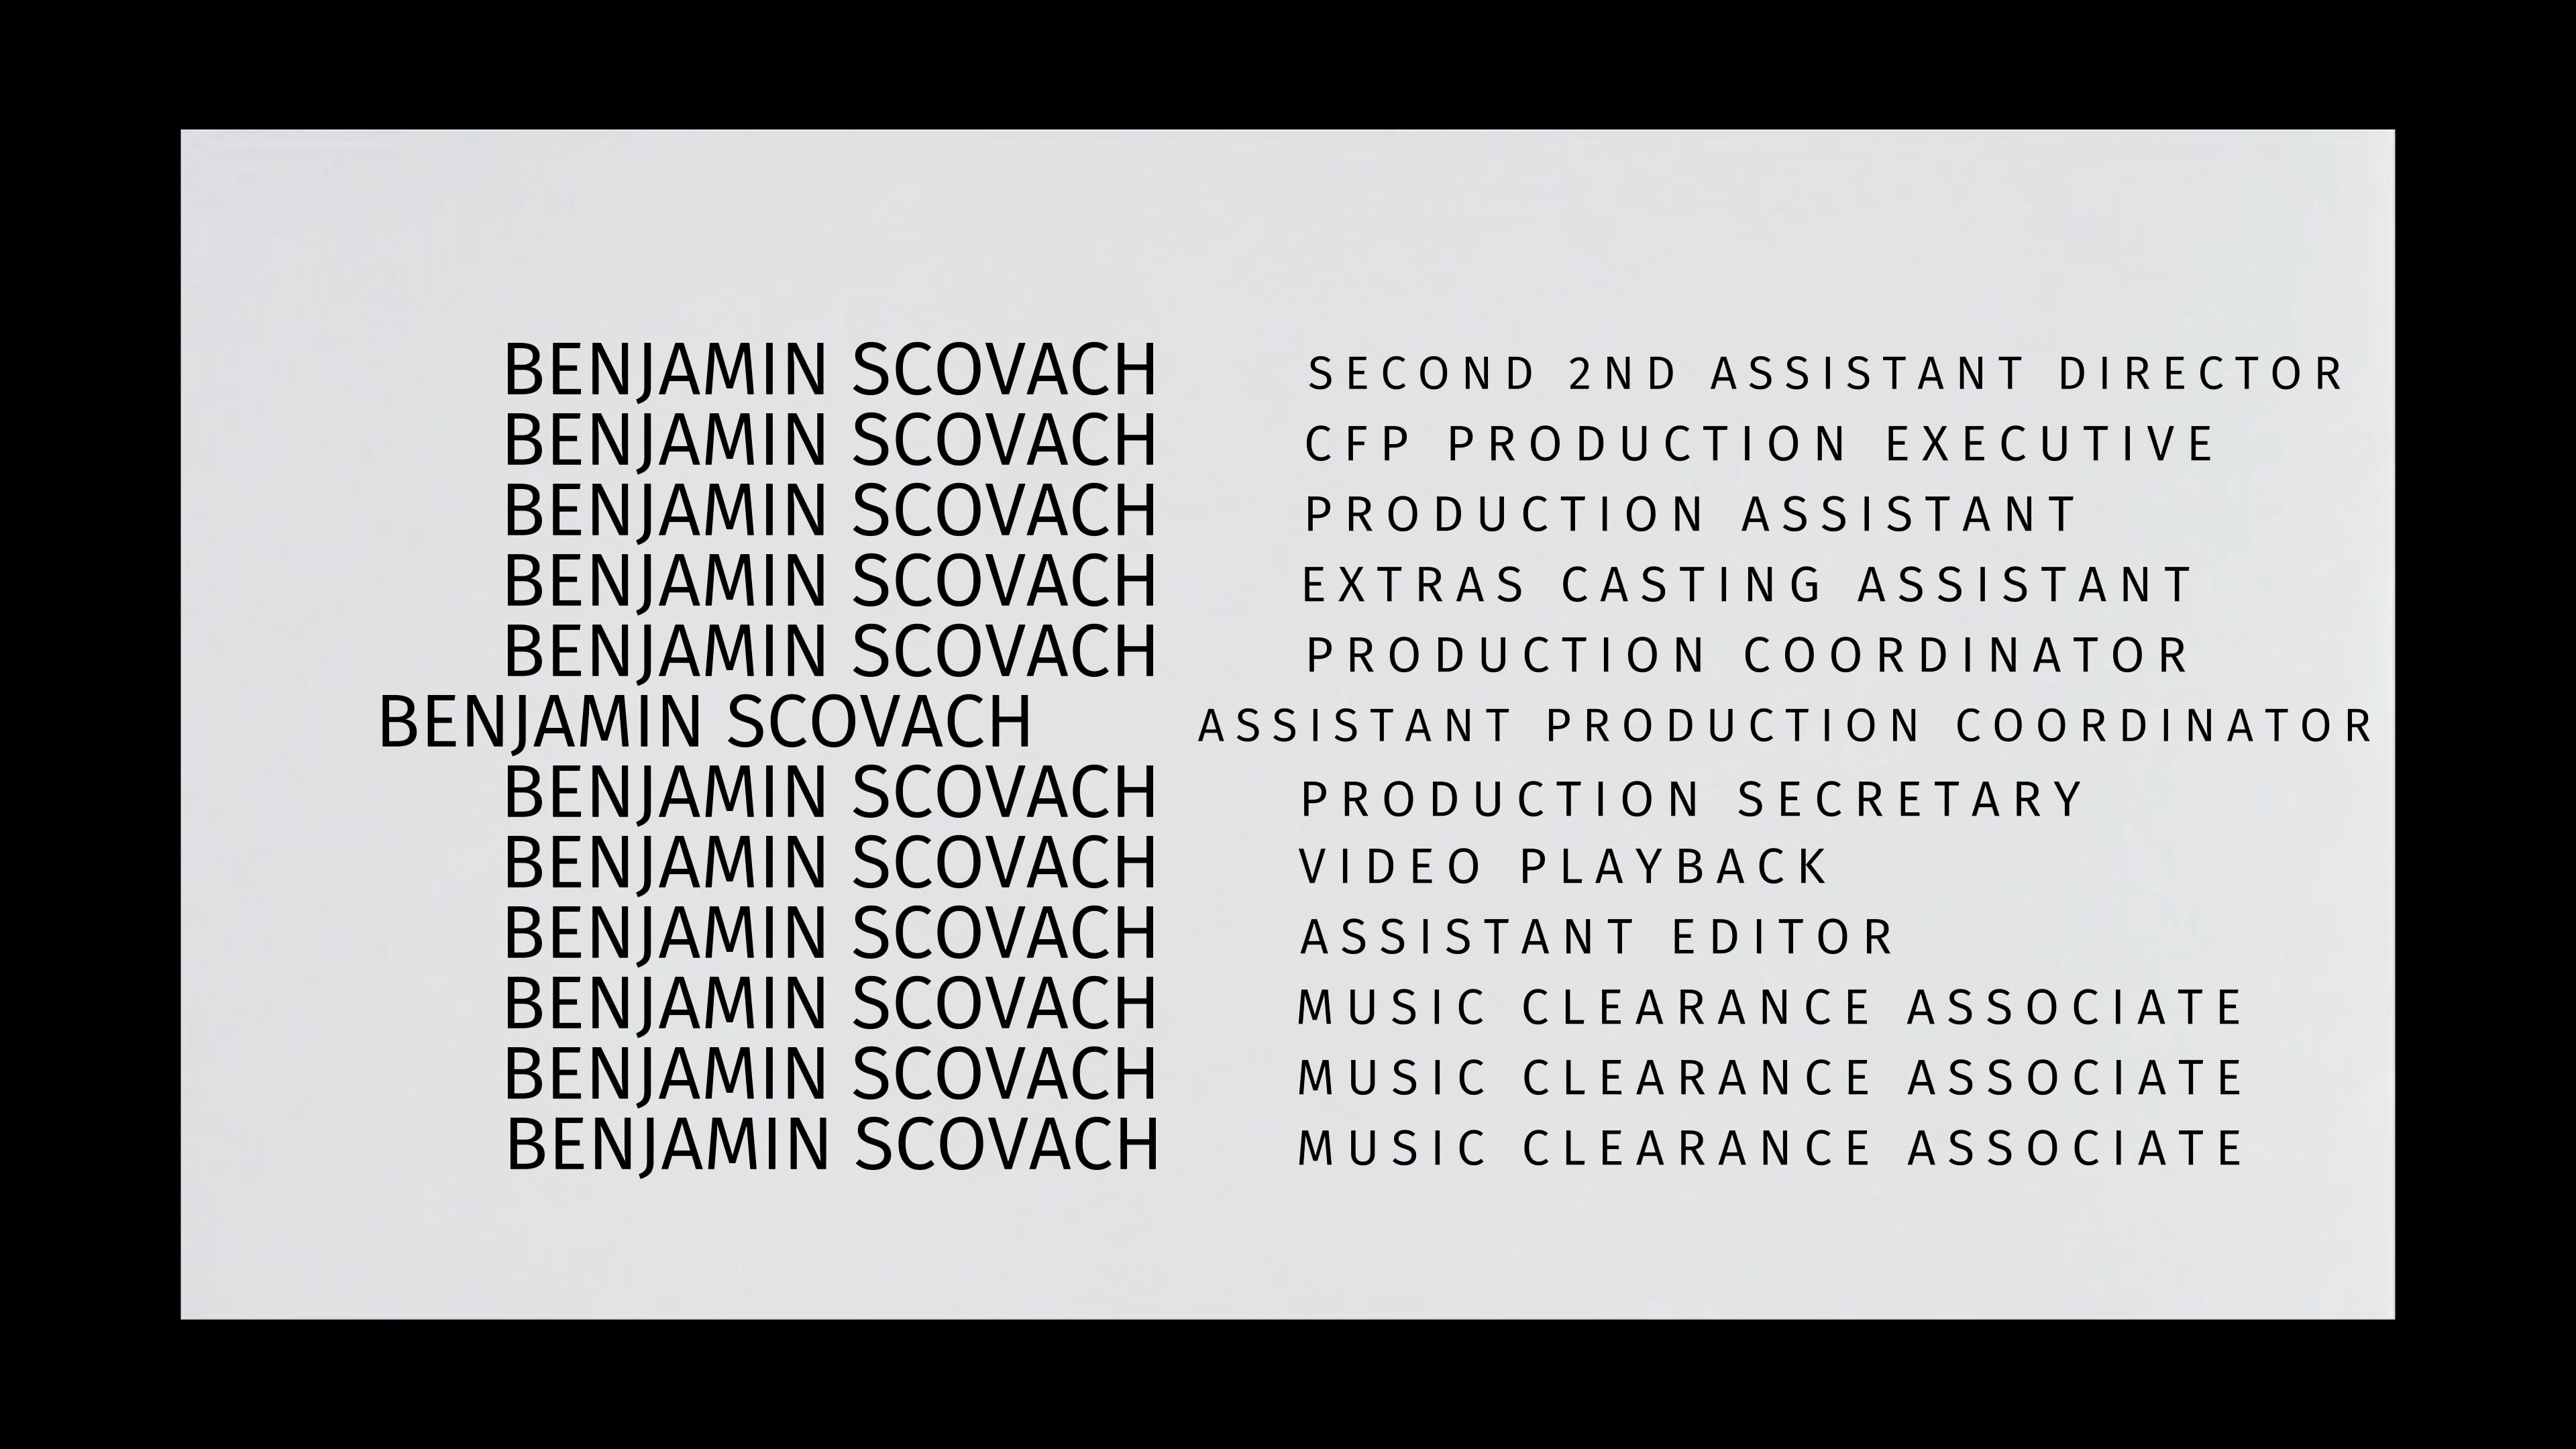 BENJAMIN SCOVACH SECOND 2ND ASSISTANT DIRECTOR
BENJAMIN SCOVACH CFP PRODUCTION EXECUTIVE
BENJAMIN SCOVACH PRODUCTION ASSISTANT
BENJAMIN SCOVACH EXTRAS CASTING ASSISTANT
BENJAMIN SCOVACH PRODUCTION COORDINATOR
BENJAMIN SCOVACH ASSISTANT PRODUCTION COORDINATOR
BENJAMIN SCOVACH PRODUCTION SECRETARY
BENJAMIN SCOVACH VIDEO PLAYBACK
BENJAMIN SCOVACH ASSISTANT EDITOR
BENJAMIN SCOVACH MUSIC CLEARANCE ASSOCIATE
BENJAMIN SCOVACH MUSIC CLEARANCE ASSOCIATE
BENJAMIN SCOVACH MUSIC CLEARANCE ASSOCIATE